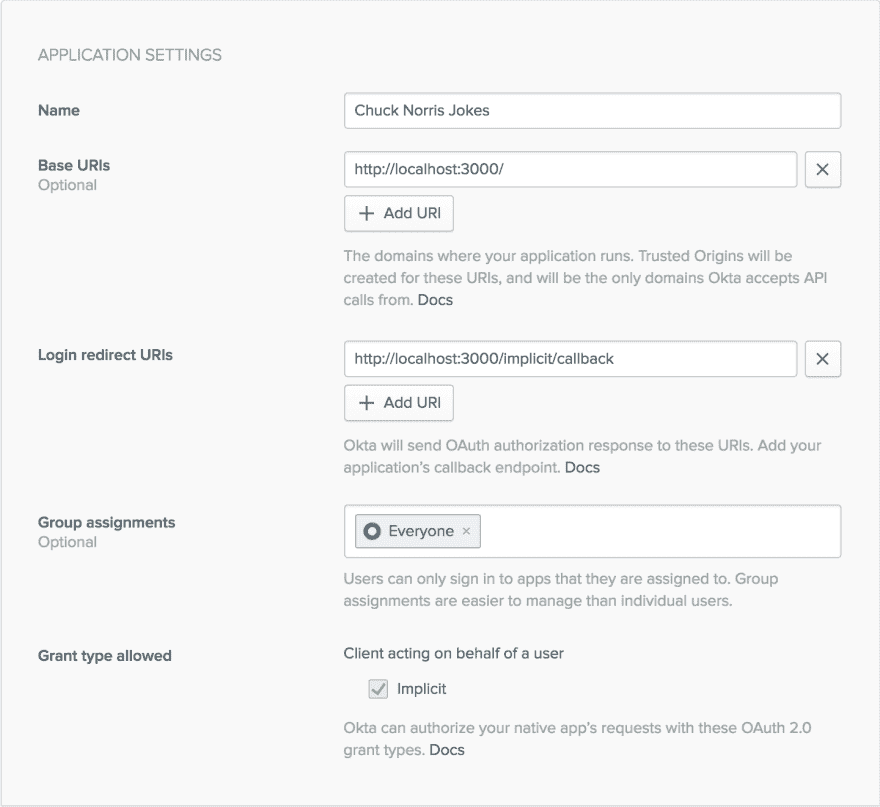 APPLICATION SETTINGS
Name
Chuck Norris Jokes
Base URIs
Optional
http://localhost:3000/
Add URI
The domains where your application runs. Trusted Origins will be
created for these URIs, and will be the only domains Okta accepts API
calls from. Docs
Login redirect URIs
http://localhost:3000/implicit/callback
Add URI
Okta will send OAuth authorization response to these URIs. Add your
application's callback endpoint. Docs
Group assignments
Optional
Everyone
Users can only sign in to apps that they are assigned to. Group
assignments are easier to manage than individual users.
Grant type allowed
Client acting on behalf of a user
Implicit
Okta can authorize your native app's requests with these OAuth 2.0
grant types. Docs